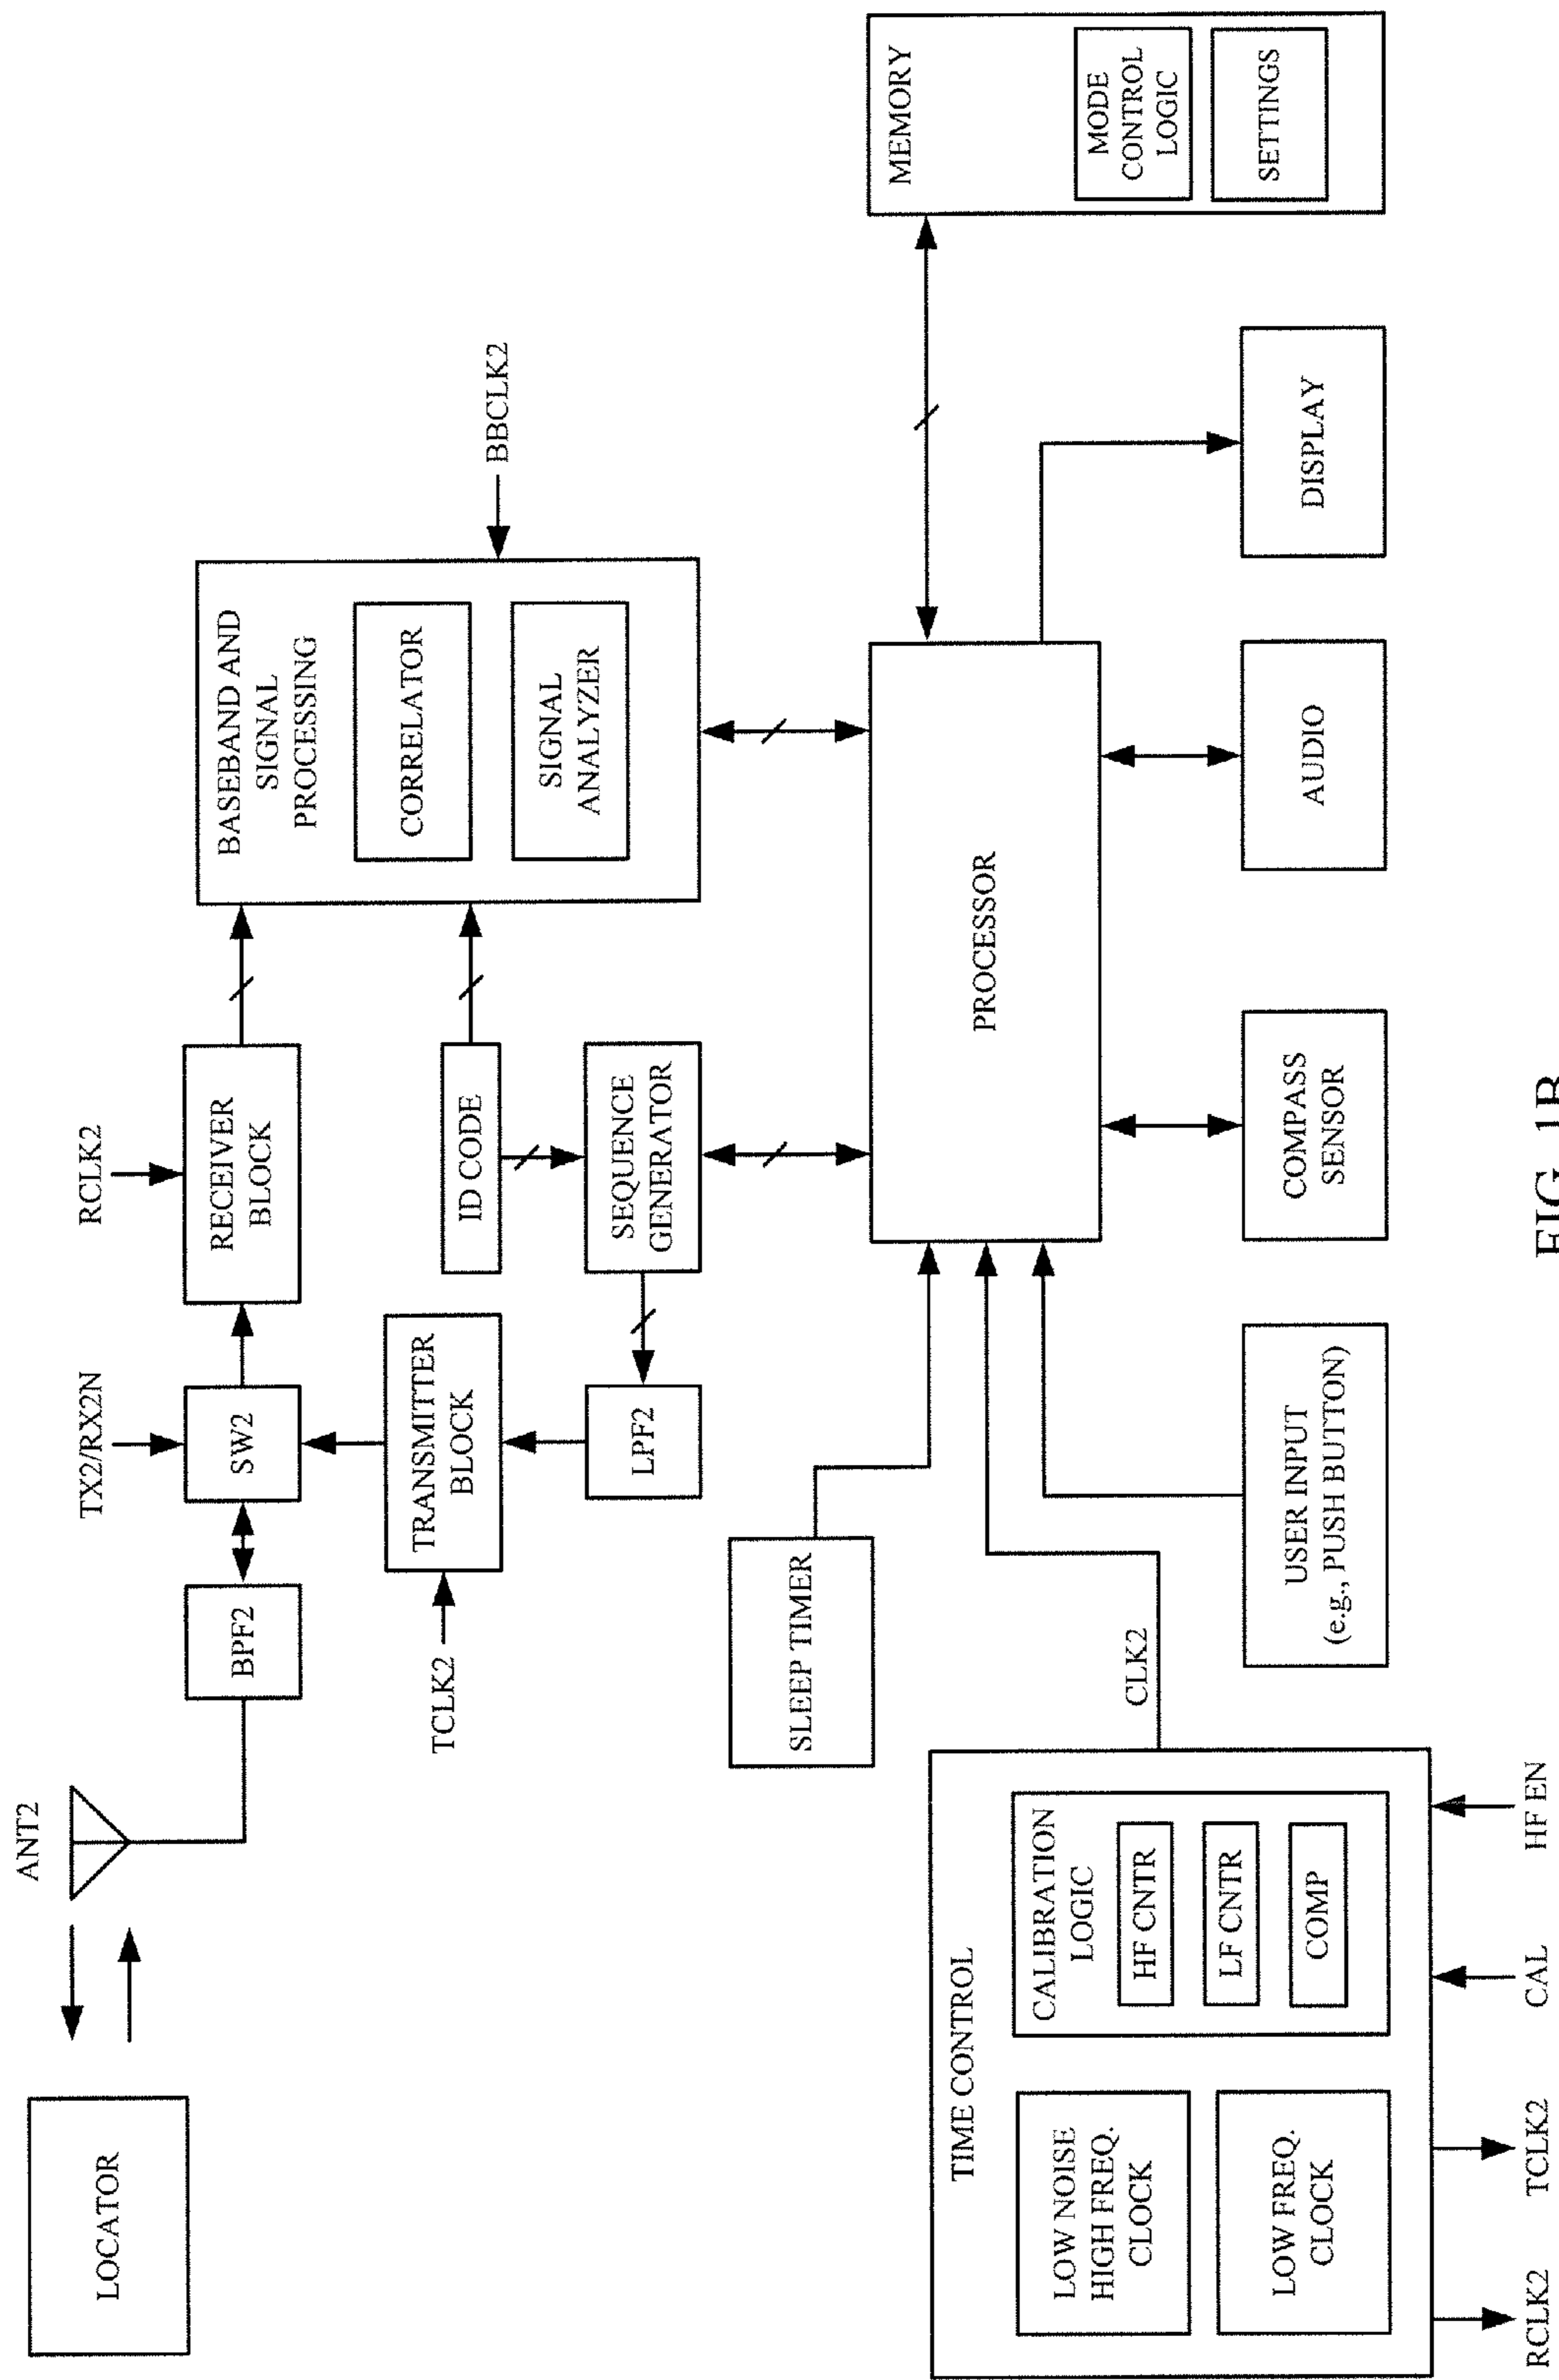 LOCATOR
ANT2
BPF2
TX2/RX2N
SW2
RCLK2
RECEIVER
BLOCK
BASEBAND AND
SIGNAL
PROCESSING
CORRELATOR
SIGNAL
ANALYZER
BBCLK2
TCLK2
TRANSMITTER
BLOCK
ID CODE
SEQUENCE
GENERATOR
LPF2
SLEEP TIMER
PROCESSOR
MEMORY
MODE
CONTROL
LOGIC
SETTINGS
TIME CONTROL
LOW NOISE
HIGH FREQ.
CLOCK
LOW FREQ.
CLOCK
CALIBRATION
LOGIC
HF CNTR
LF CNTR
COMP
CLK2
USER INPUT
(e.g., PUSH BUTTON)
COMPASS
SENSOR
AUDIO
DISPLAY
RCLK2
TCLK2
CAL
HF EN
FIG. 1B